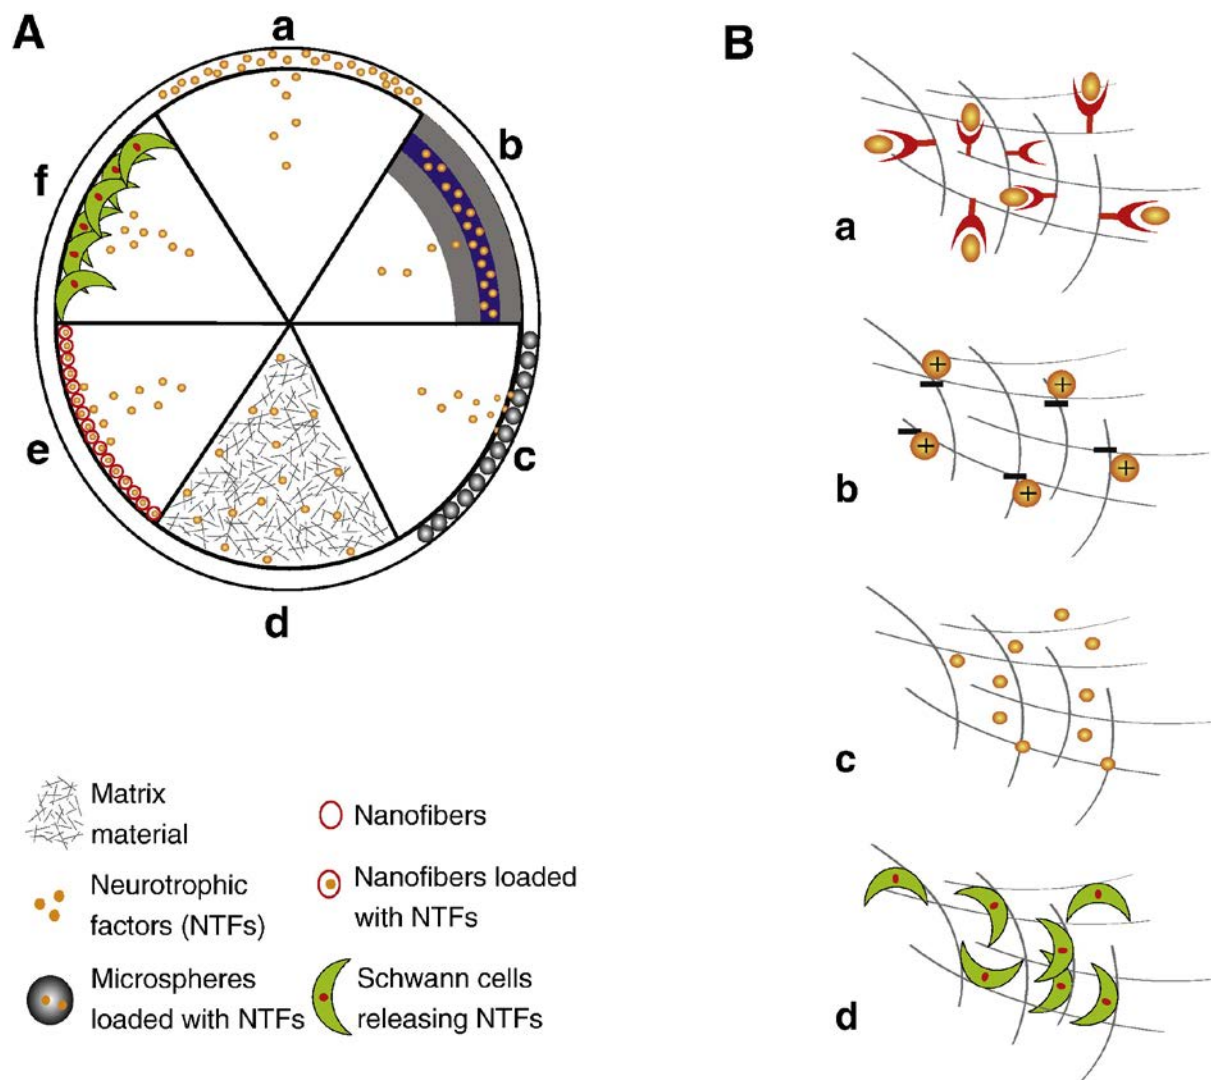 A
a
b
f
c
e
d
Matrix
material
Neurotrophic
factors (NTFs)
Microspheres
loaded with NTFs
Nanofibers
Nanofibers loaded
with NTFs
Schwann cells
releasing NTFs
B
a
+
+
+
+
+
b
c
d